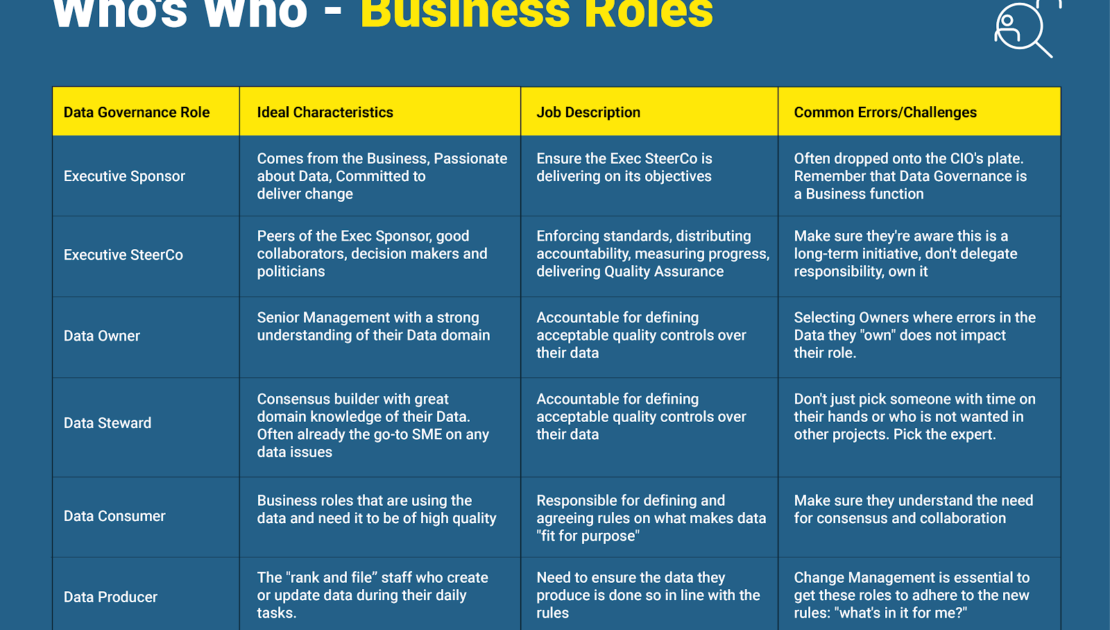 Who's Who - Business Roles
Data Governance Role
Ideal Characteristics
Job Description
Common Errors/Challenges
Executive Sponsor
Comes from the Business, Passionate
about Data, Committed to
deliver change
Ensure the Exec SteerCo is
delivering on its objectives
Often dropped onto the CIO's plate.
Remember that Data Governance is
a Business function
Executive SteerCo
Peers of the Exec Sponsor, good
collaborators, decision makers and
politicians
Enforcing standards, distributing
accountability, measuring progress,
delivering Quality Assurance
Make sure they're aware this is a
long-term initiative, don't delegate
responsibility, own it
Data Owner
Senior Management with a strong
understanding of their Data domain
Accountable for defining
acceptable quality controls over
their data
Selecting Owners where errors in the
Data they "own" does not impact
their role.
Data Steward
Consensus builder with great
domain knowledge of their Data.
Often already the go-to SME on any
data issues
Accountable for defining
acceptable quality controls over
their data
Don't just pick someone with time on
their hands or who is not wanted in
other projects. Pick the expert.
Data Consumer
Business roles that are using the
data and need it to be of high quality
Responsible for defining and
agreeing rules on what makes data
"fit for purpose"
Make sure they understand the need
for consensus and collaboration
Data Producer
The "rank and file” staff who create
or update data during their daily
tasks.
Need to ensure the data they
produce is done so in line with the
rules
Change Management is essential to
get these roles to adhere to the new
rules: "what's in it for me?"